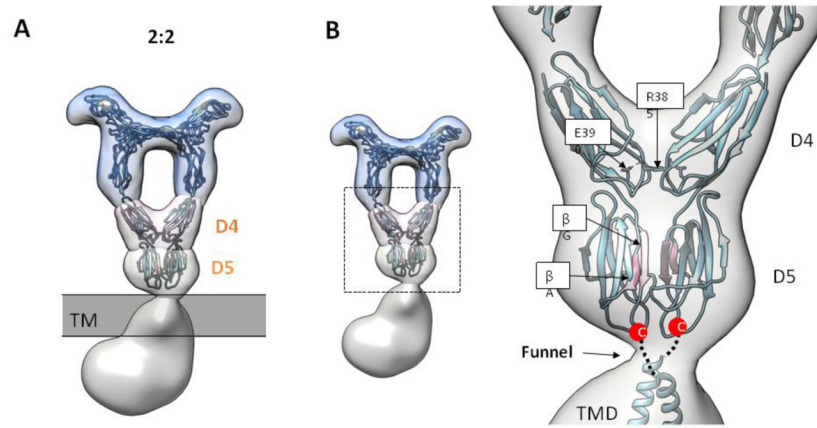 A
2:2
D4
D5
TM
B
R38
5
E39
0
D4
β
G
β
A
D5
C
C
Funnel
TMD